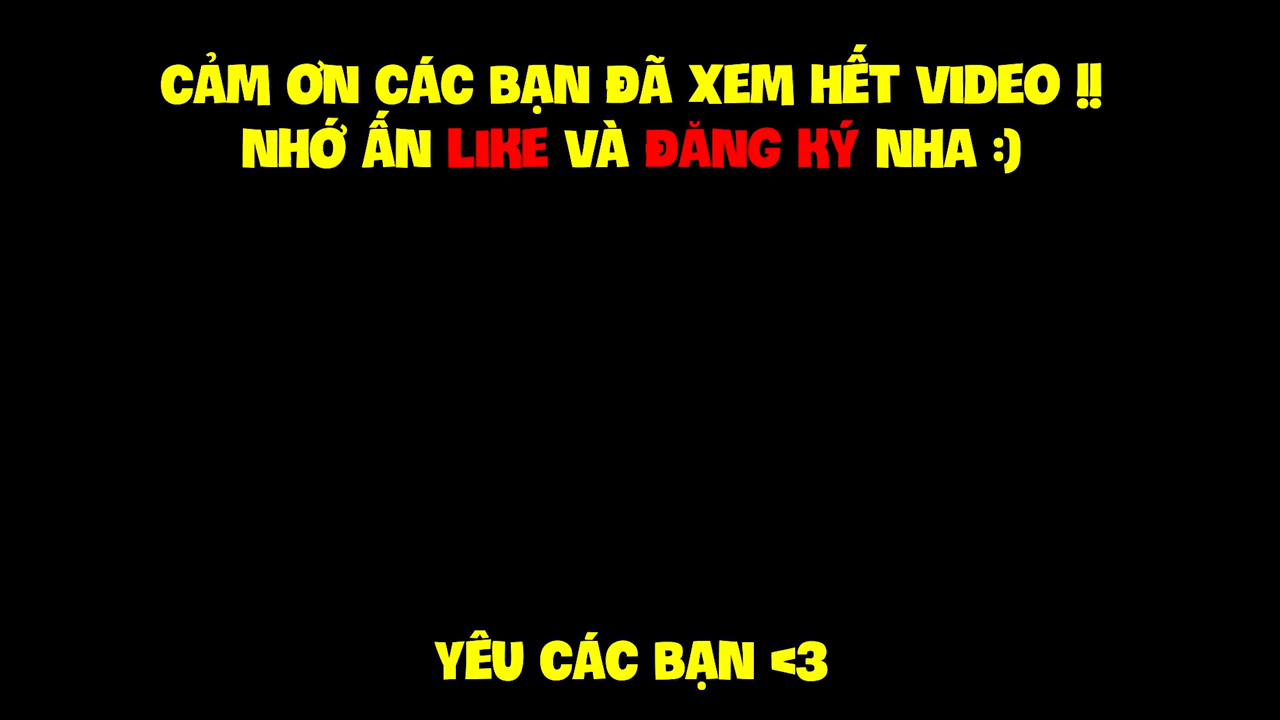 CẢM ƠN CÁC BẠN ĐÃ XEM HẾT VIDEO !!
NHỚ ẤN LIKE VÀ ĐĂNG KÝ NHA :)
YÊU CÁC BẠN <3